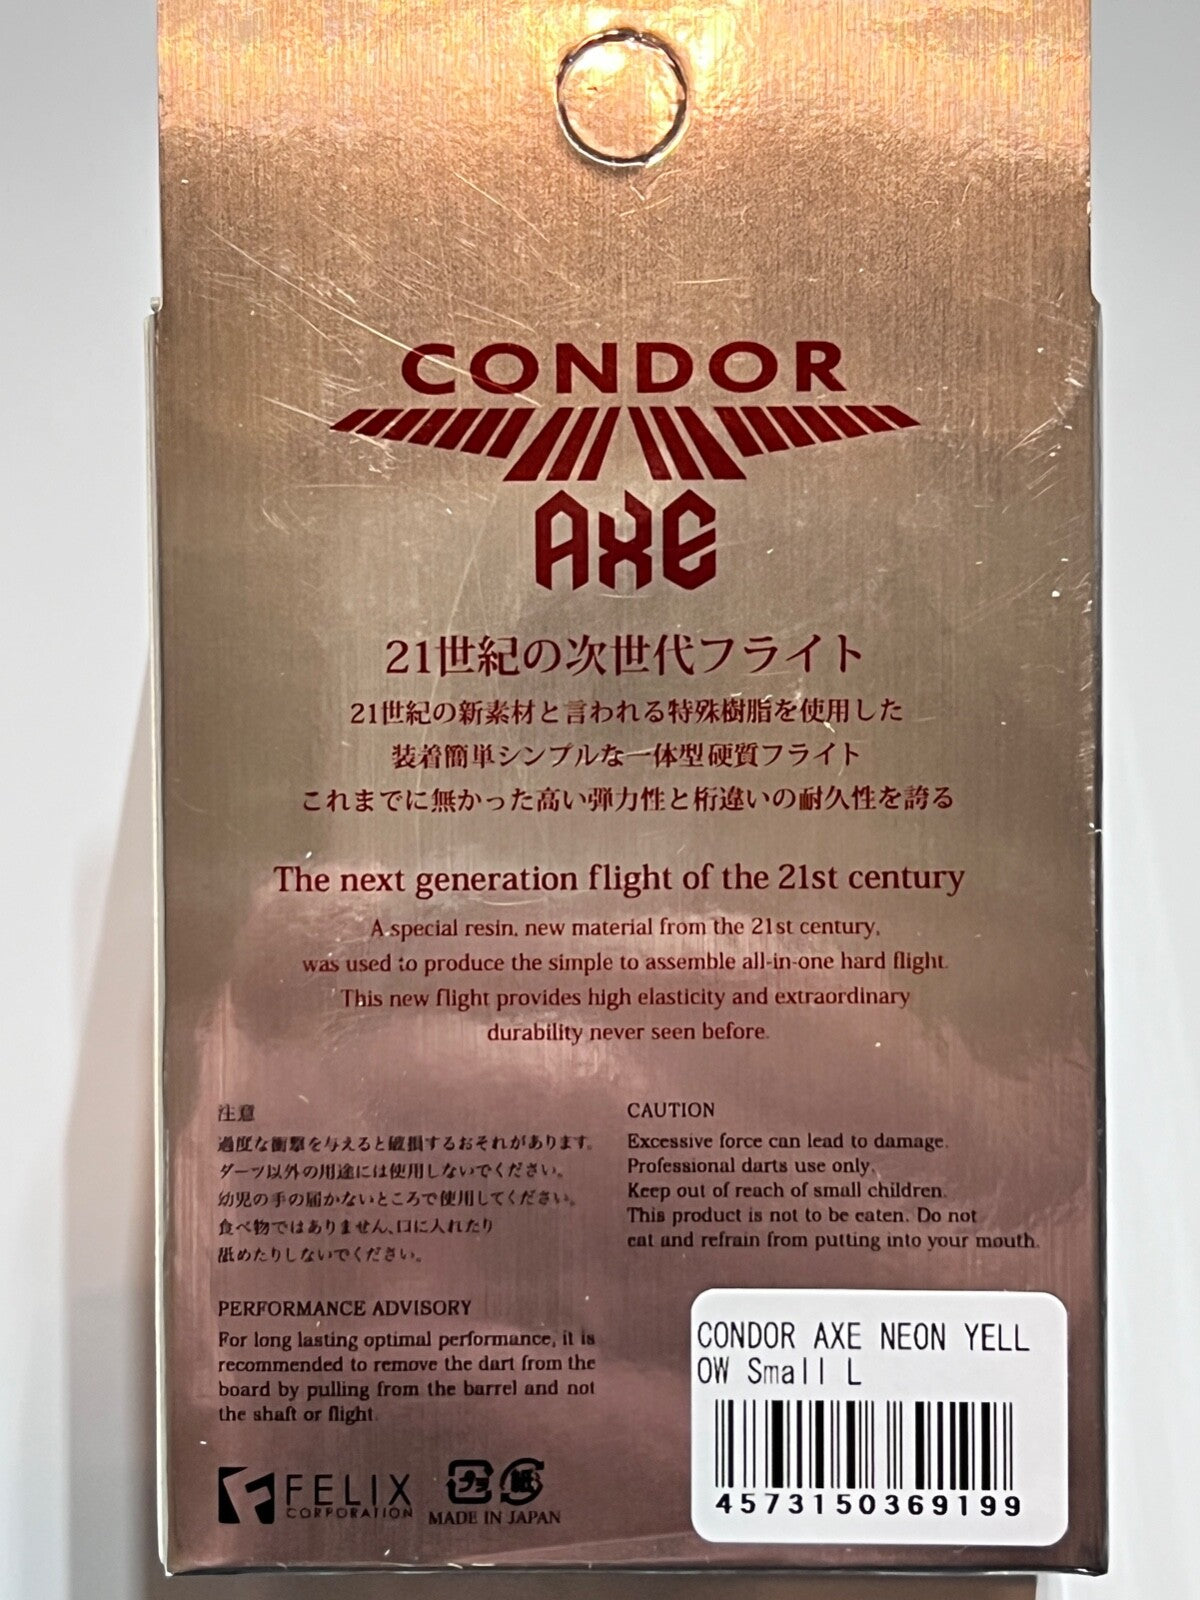 CONDOR
AXE
21世紀の次世代フライト
21世紀の新素材と言われる特殊樹脂を使用した
装着簡単シンプルな一体型硬質フライト
これまでに無かった高い弾力性と桁違いの耐久性を誇る
The next generation flight of the 21st century
A special resin, new material from the 21st century,
was used to produce the simple to assemble all-in-one hard flight.
This new flight provides high elasticity and extraordinary
durability never seen before.
注意
過度な衝撃を与えると破損するおそれがあります。
ダーツ以外の用途には使用しないでください。
幼児の手の届かないところで使用してください。
食べ物ではありません、口に入れたり
舐めたりしないでください。
CAUTION
Excessive force can lead to damage.
Professional darts use only.
Keep out of reach of small children.
This product is not to be eaten. Do not
eat and refrain from putting into your mouth.
PERFORMANCE ADVISORY
For long lasting optimal performance, it is
recommended to remove the dart from the
board by pulling from the barrel and not
the shaft or flight.
FELIX
CORPORATION
プラ 紙
MADE IN JAPAN
CONDOR AXE NEON YELL
OW Small L
4573150369199